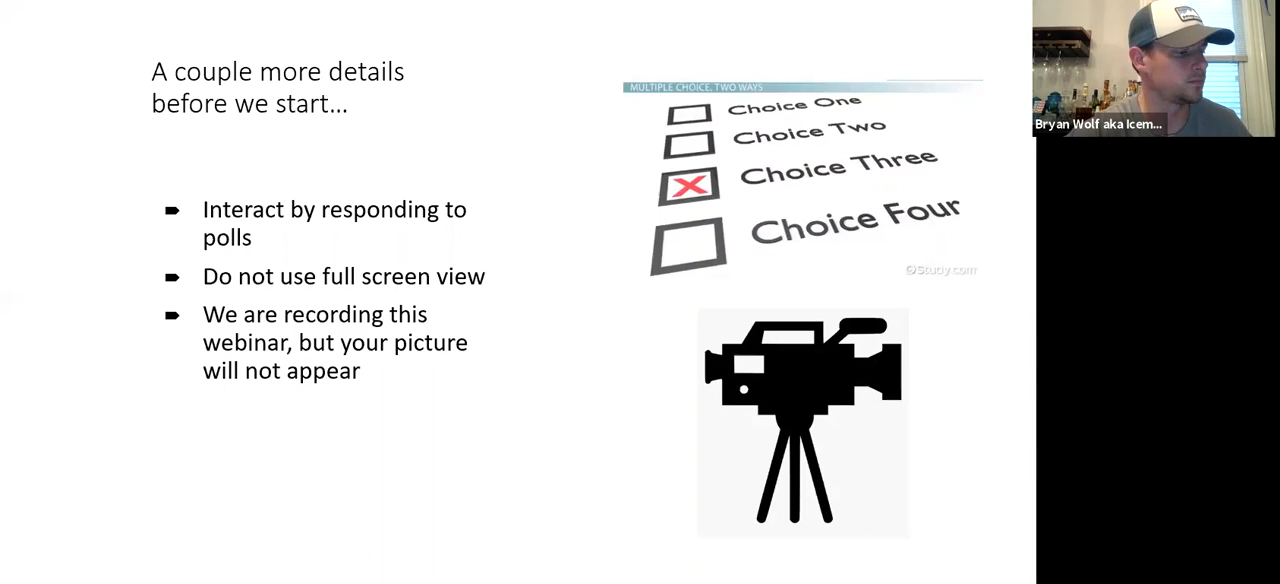 A couple more details
before we start...
Interact by responding to
polls
Do not use full screen view
We are recording this
webinar, but your picture
will not appear
MULTIPLE CHOICE, TWO WAYS
Choice One
Choice Two
Choice Three
Choice Four
Study.com
Bryan Wolf aka Icem...